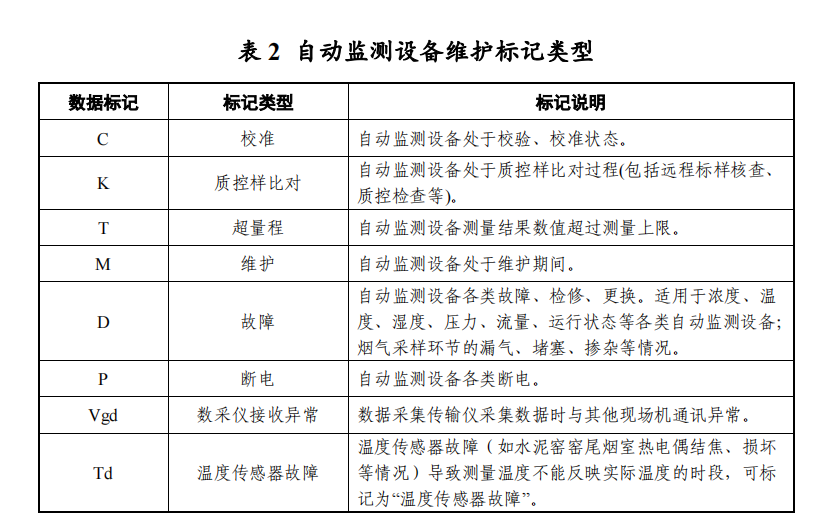 表 2 自动监测设备维护标记类型
数据标记 标记类型 标记说明
C 校准 自动监测设备处于校验、校准状态。
K 质控样比对 自动监测设备处于质控样比对过程(包括远程标样核查、
质控检查等)。
T 超量程 自动监测设备测量结果数值超过测量上限。
M 维护 自动监测设备处于维护期间。
D 故障 自动监测设备各类故障、检修、更换。适用于浓度、温
度、湿度、压力、流量、运行状态等各类自动监测设备；
烟气采样环节的漏气、堵塞、掺杂等情况。
P 断电 自动监测设备各类断电。
Vgd 数采仪接收异常 数据采集传输仪采集数据时与其他现场机通讯异常。
Td 温度传感器故障 温度传感器故障（如水泥窑窑尾烟室热电偶结焦、损坏
等情况）导致测量温度不能反映实际温度的时段，可标
记为“温度传感器故障”。